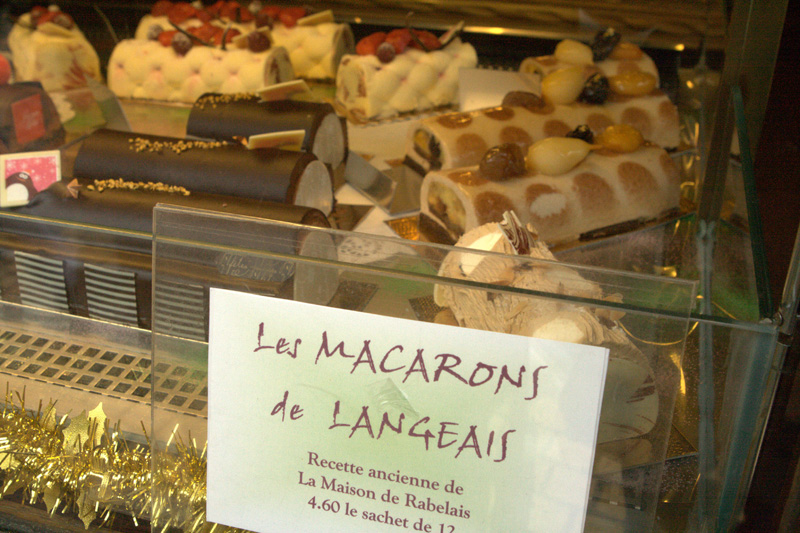 Les MACARONS
de LANGEAIS
Recette ancienne de
La Maison de Rabelais
4.60 le sachet de 12